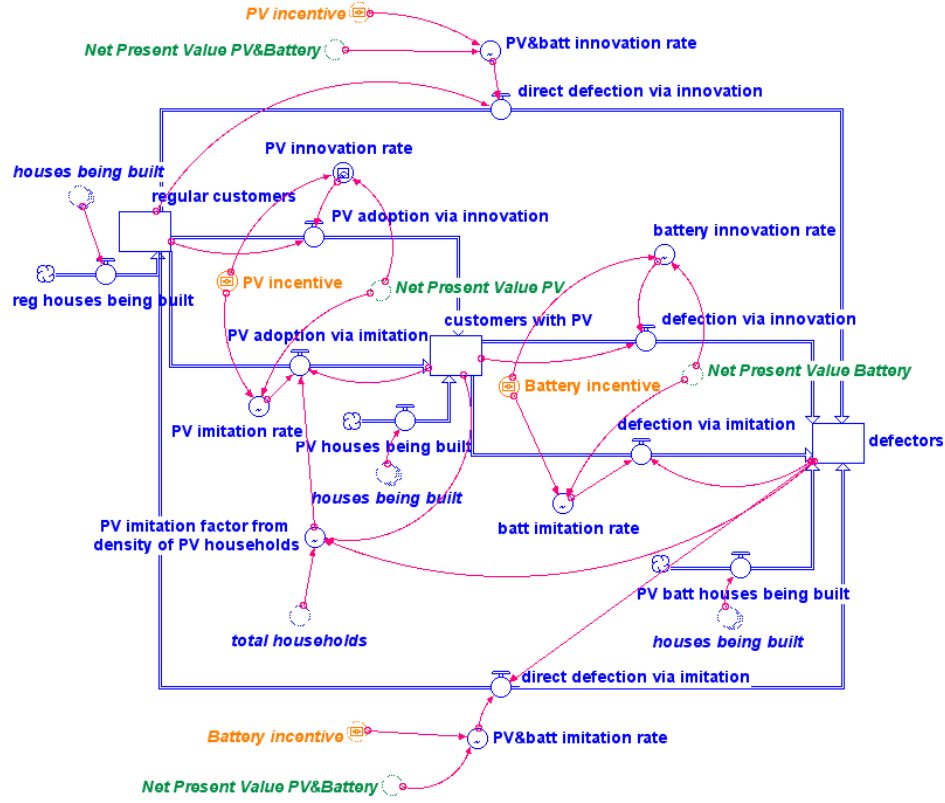 PV incentive
Net Present Value PV&Battery
PV&batt innovation rate
direct defection via innovation
PV innovation rate
houses being built
regular customers
PV adoption via innovation
battery innovation rate
reg houses being built
PV incentive
Net Present Value PV
PV adoption via imitation
customers with PV
defection via innovation
Battery incentive
Net Present Value Battery
PV imitation rate
PV houses being built
defection via imitation
defectors
houses being built
batt imitation rate
PV imitation factor from
density of PV households
PV batt houses being built
total households
houses being built
direct defection via imitation
Battery incentive
PV&batt imitation rate
Net Present Value PV&Battery